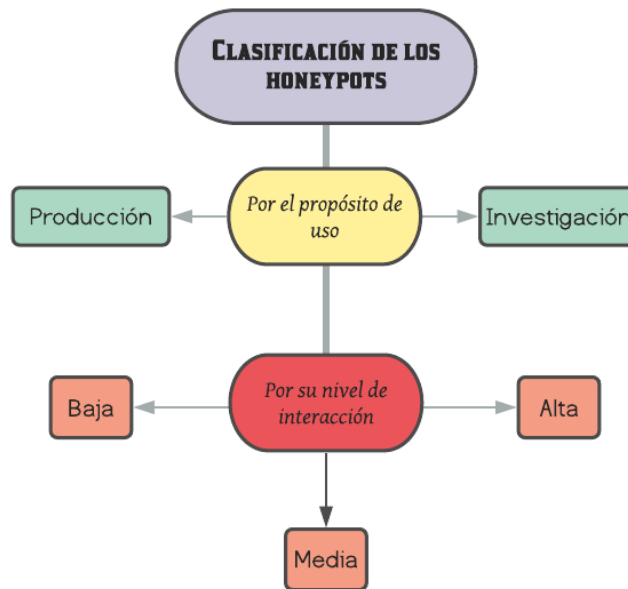 CLASIFICACIÓN DE LOS
HONEYPOTS
Por el propósito de
uso
Producción
Investigación
Por su nivel de
interacción
Baja
Alta
Media